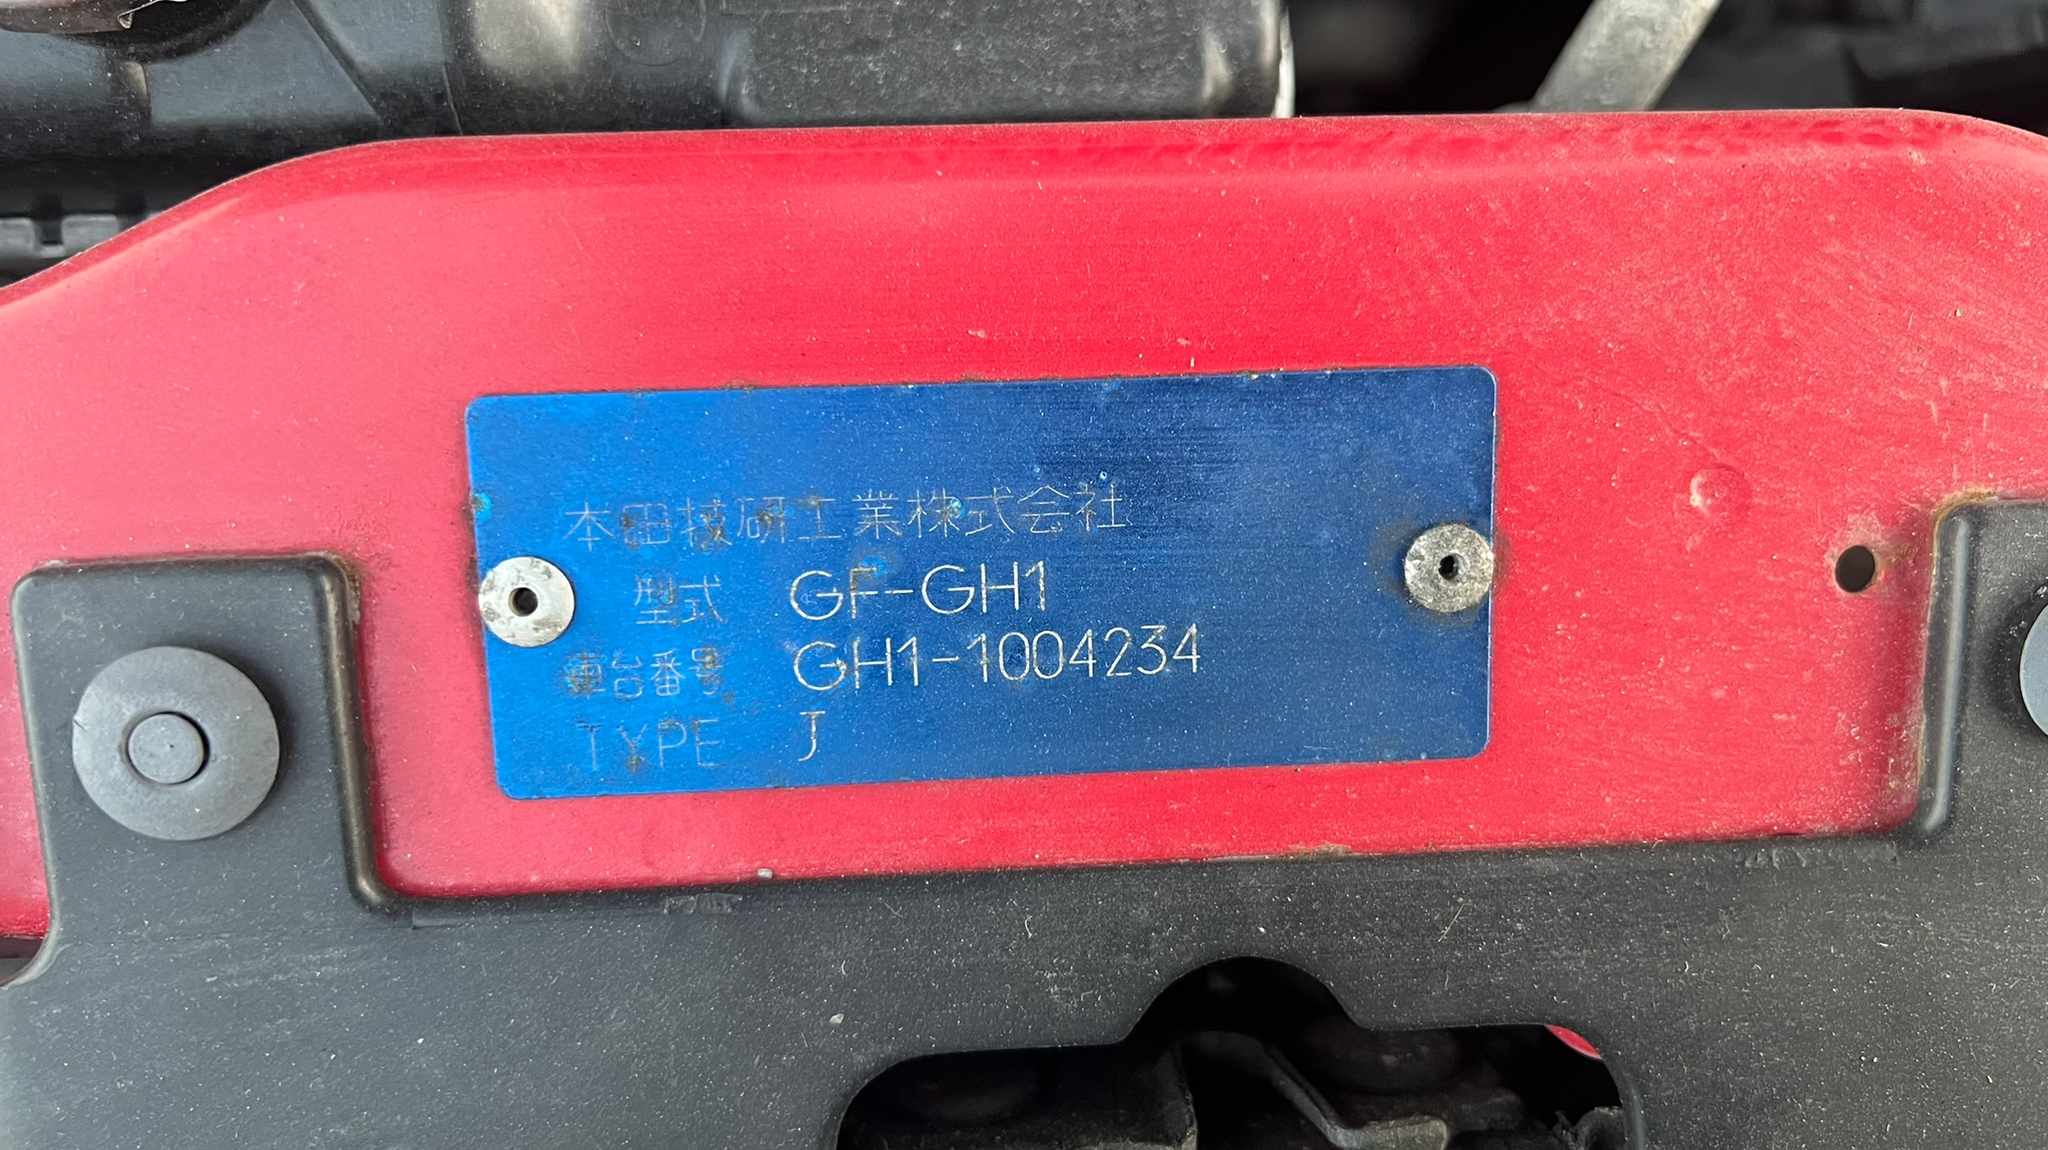 本田技研工業株式会社
型式 GF-GH1
車台番号 GH1-1004234
TYPE J